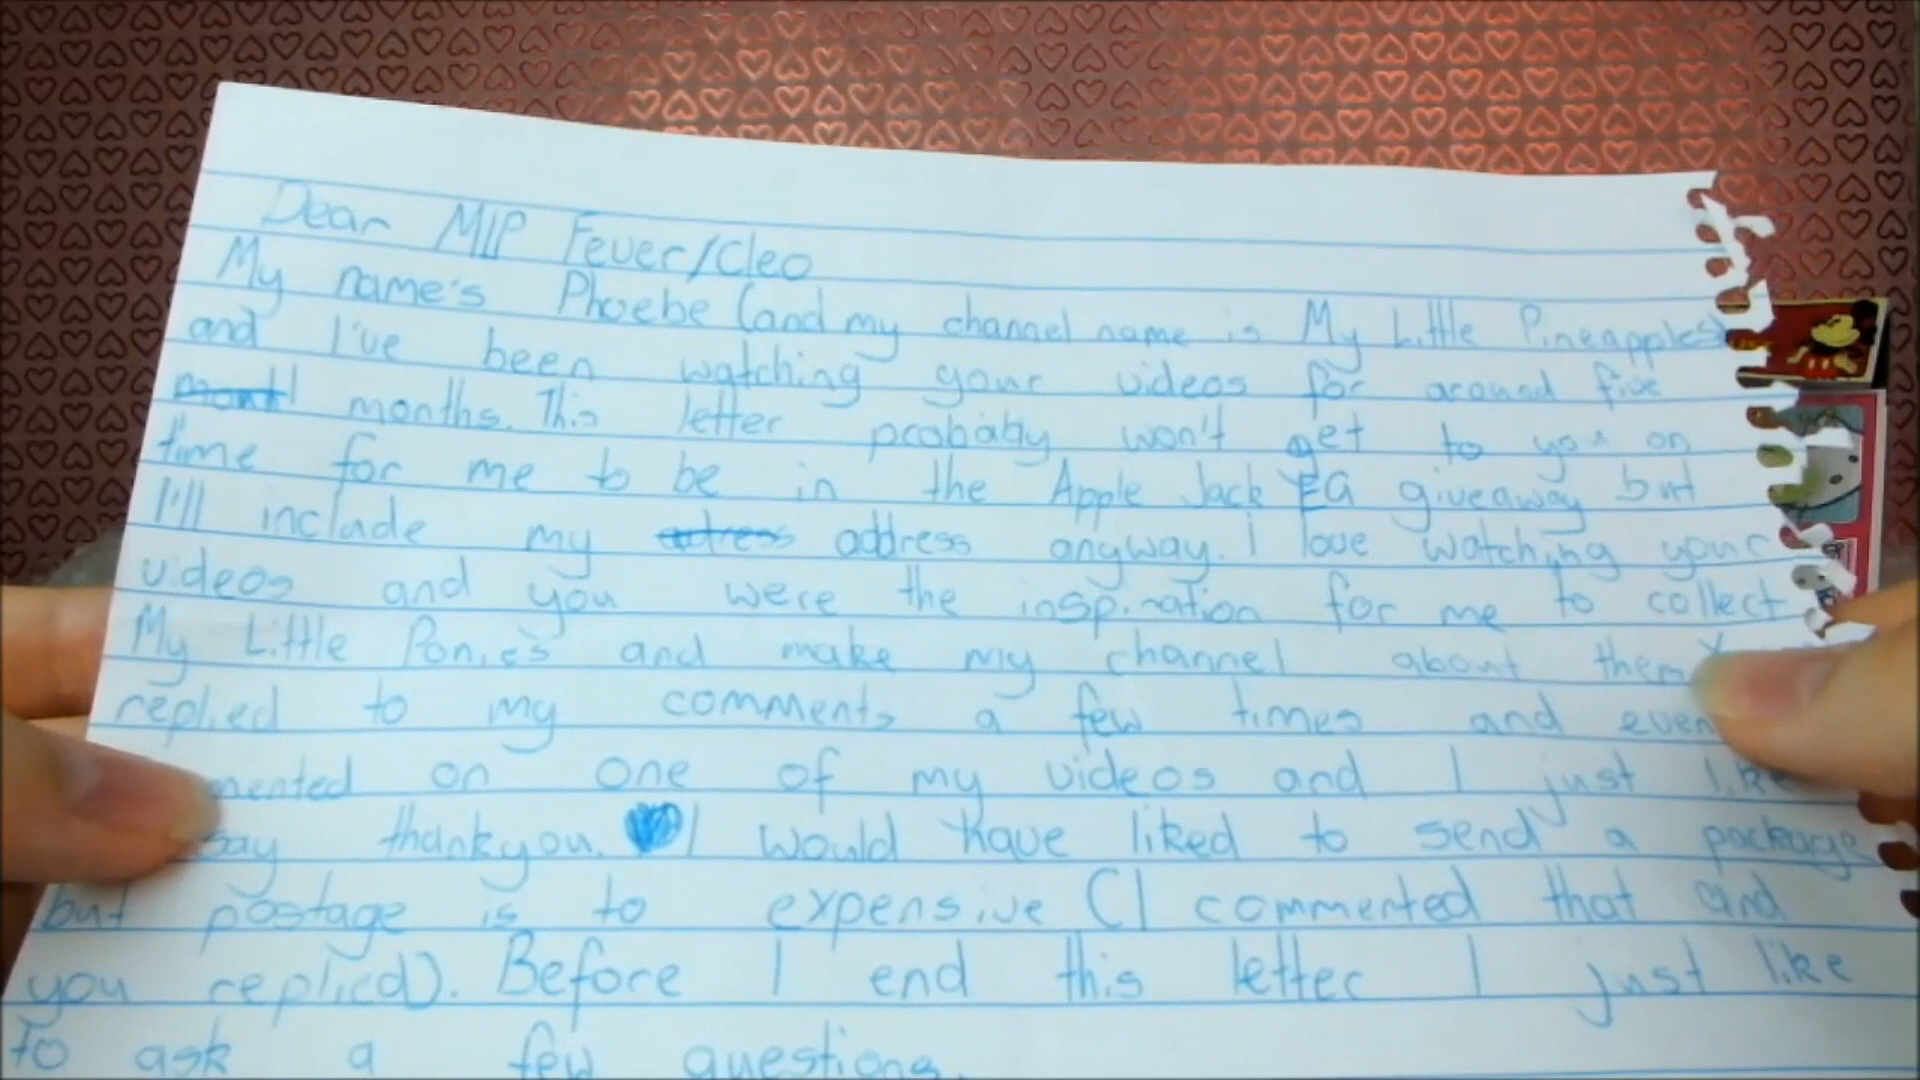 Dear MlP Fever/Cleo
My name's Phoebe (and my channel name is My Little Pineapples)
and I've been watching your videos for around five
months. This letter probably won't get to you on
time for me to be in the Apple Jack EG giveaway but
I'll include my adress address anyway. I love watching your
videos and you were the inspiration for me to collect
My Little Ponies and make my channel about them
replied to my comments a few times and even
mented on one of my videos and I just like
say thankyou. I would have liked to send a package
but postage is to expensive (I commented that and
you replied). Before I end this letter I just like
to ask a few questions.